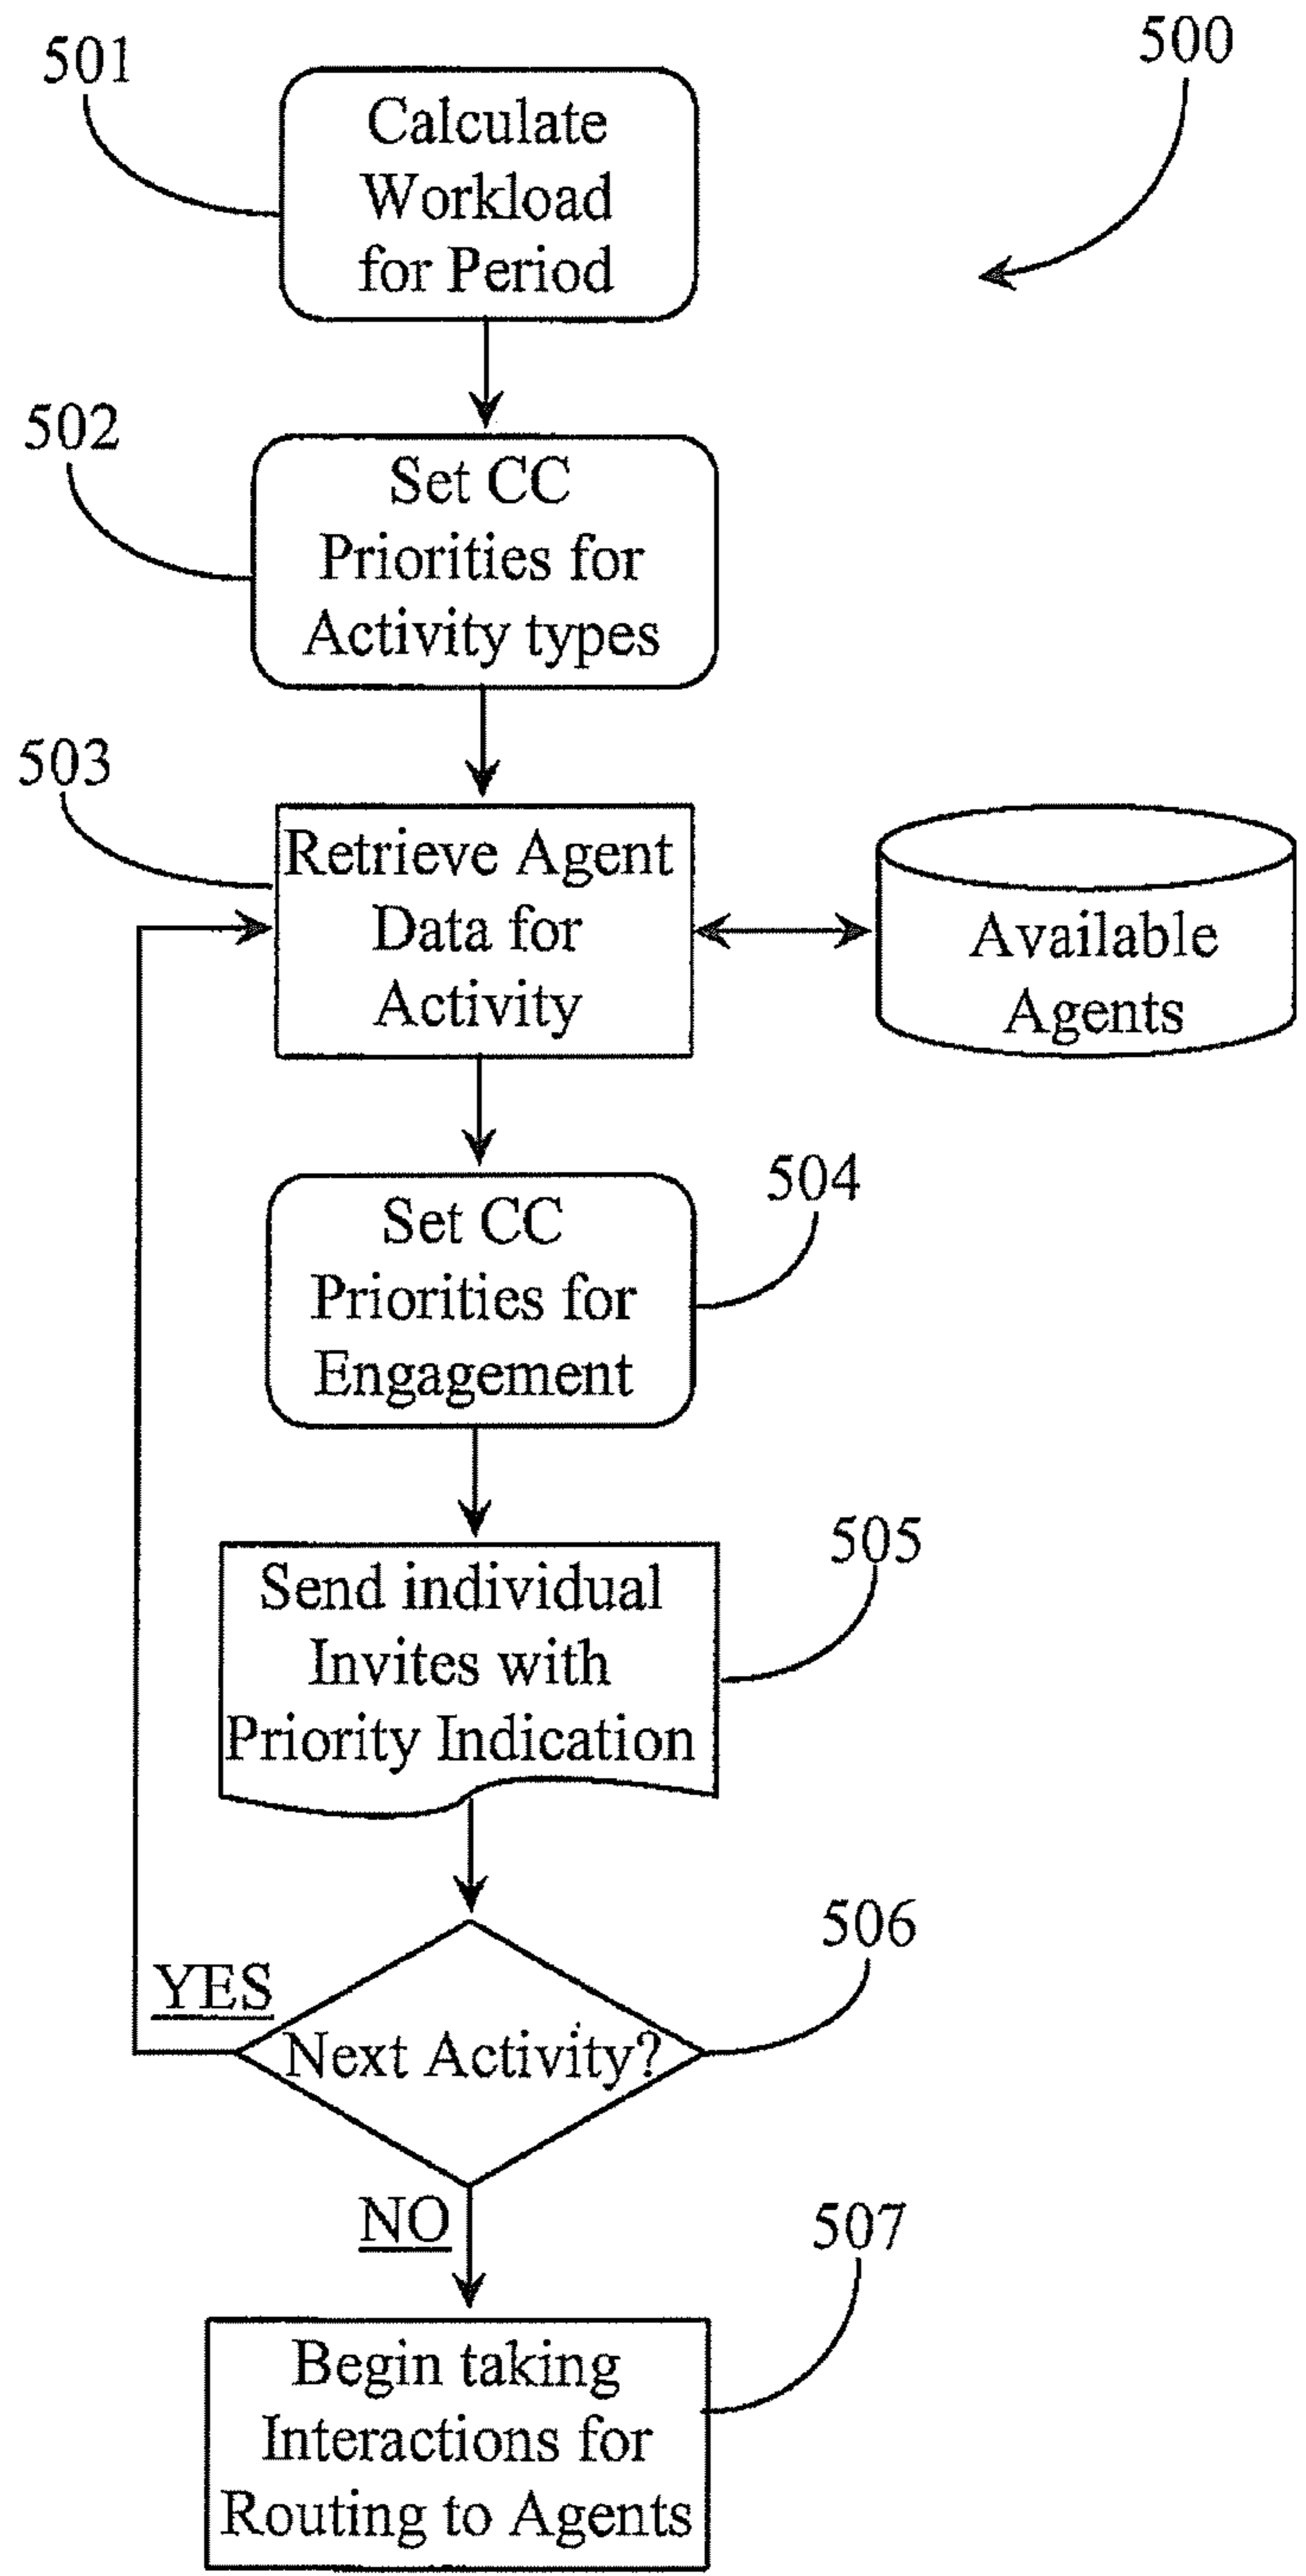 500
501
Calculate
Workload
for Period
502
Set CC
Priorities for
Activity types
503
Retrieve Agent
Data for
Activity
Available
Agents
504
Set CC
Priorities for
Engagement
505
Send individual
Invites with
Priority Indication
506
YES
Next Activity?
NO
507
Begin taking
Interactions for
Routing to Agents